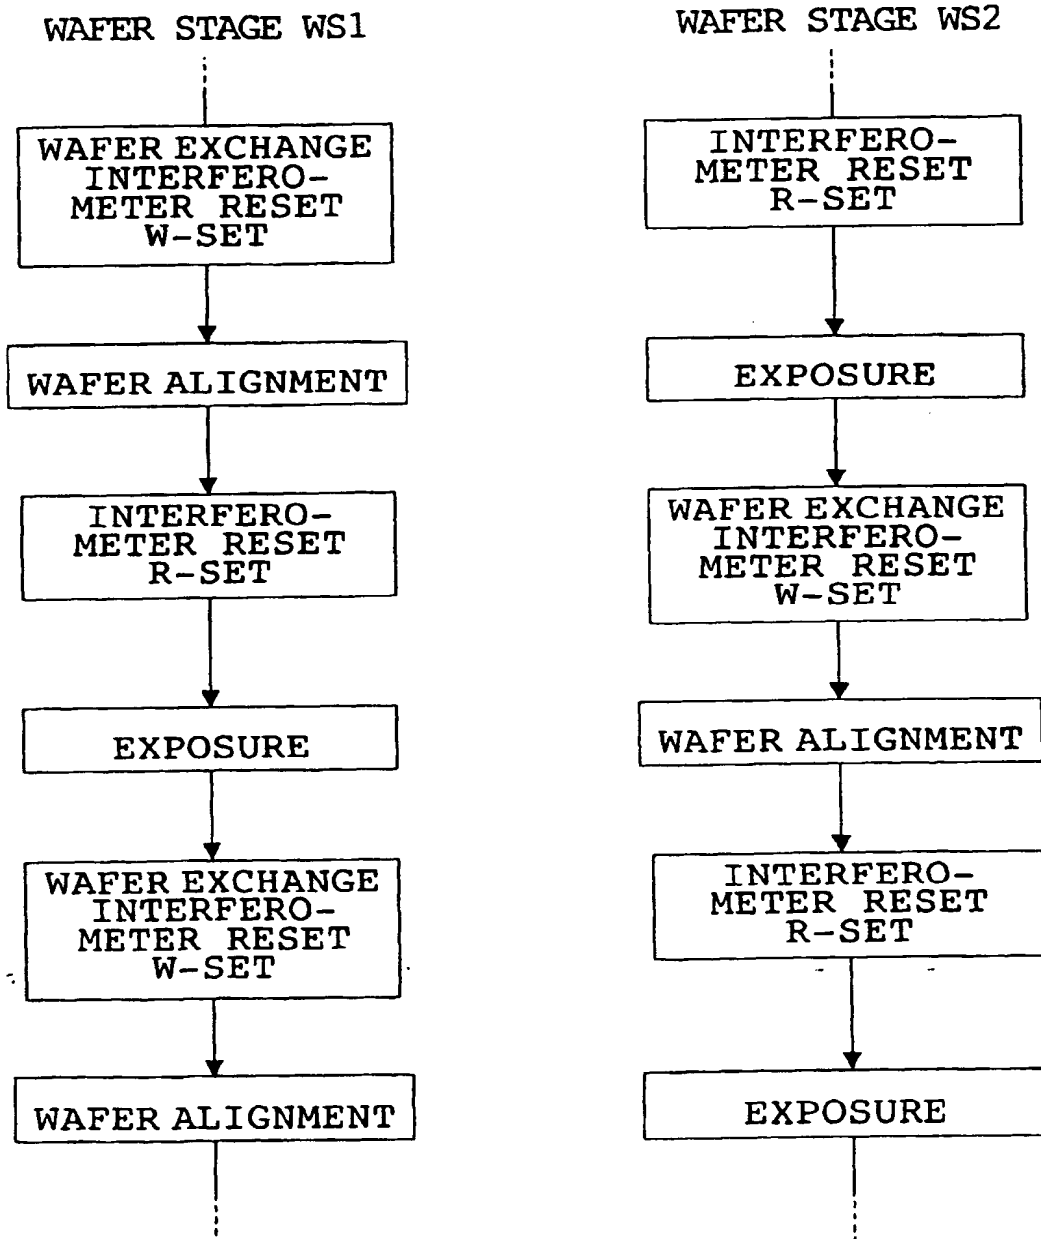 WAFER STAGE WS1
WAFER EXCHANGE
INTERFERO-
METER RESET
W-SET
WAFER ALIGNMENT
INTERFERO-
METER RESET
R-SET
EXPOSURE
WAFER EXCHANGE
INTERFERO-
METER RESET
W-SET
WAFER ALIGNMENT
WAFER STAGE WS2
INTERFERO-
METER RESET
R-SET
EXPOSURE
WAFER EXCHANGE
INTERFERO-
METER RESET
W-SET
WAFER ALIGNMENT
INTERFERO-
METER RESET
R-SET
EXPOSURE